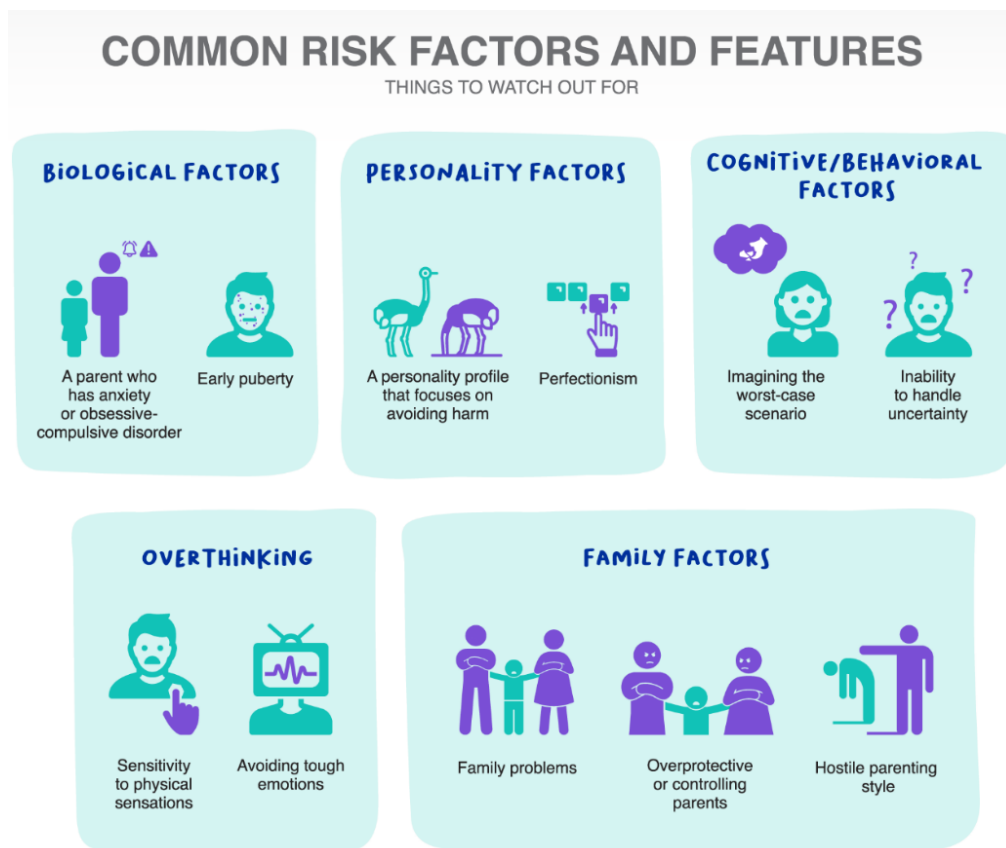 COMMON RISK FACTORS AND FEATURES
THINGS TO WATCH OUT FOR
BIOLOGICAL FACTORS
A parent who
has anxiety
or obsessive-
compulsive disorder
Early puberty
PERSONALITY FACTORS
A personality profile
that focuses on
avoiding harm
Perfectionism
COGNITIVE/BEHAVIORAL
FACTORS
?
?
?
Imagining the
worst-case
scenario
Inability
to handle
uncertainty
OVERTHINKING
Sensitivity
to physical
sensations
Avoiding tough
emotions
FAMILY FACTORS
Family problems
Overprotective
or controlling
parents
Hostile parenting
style